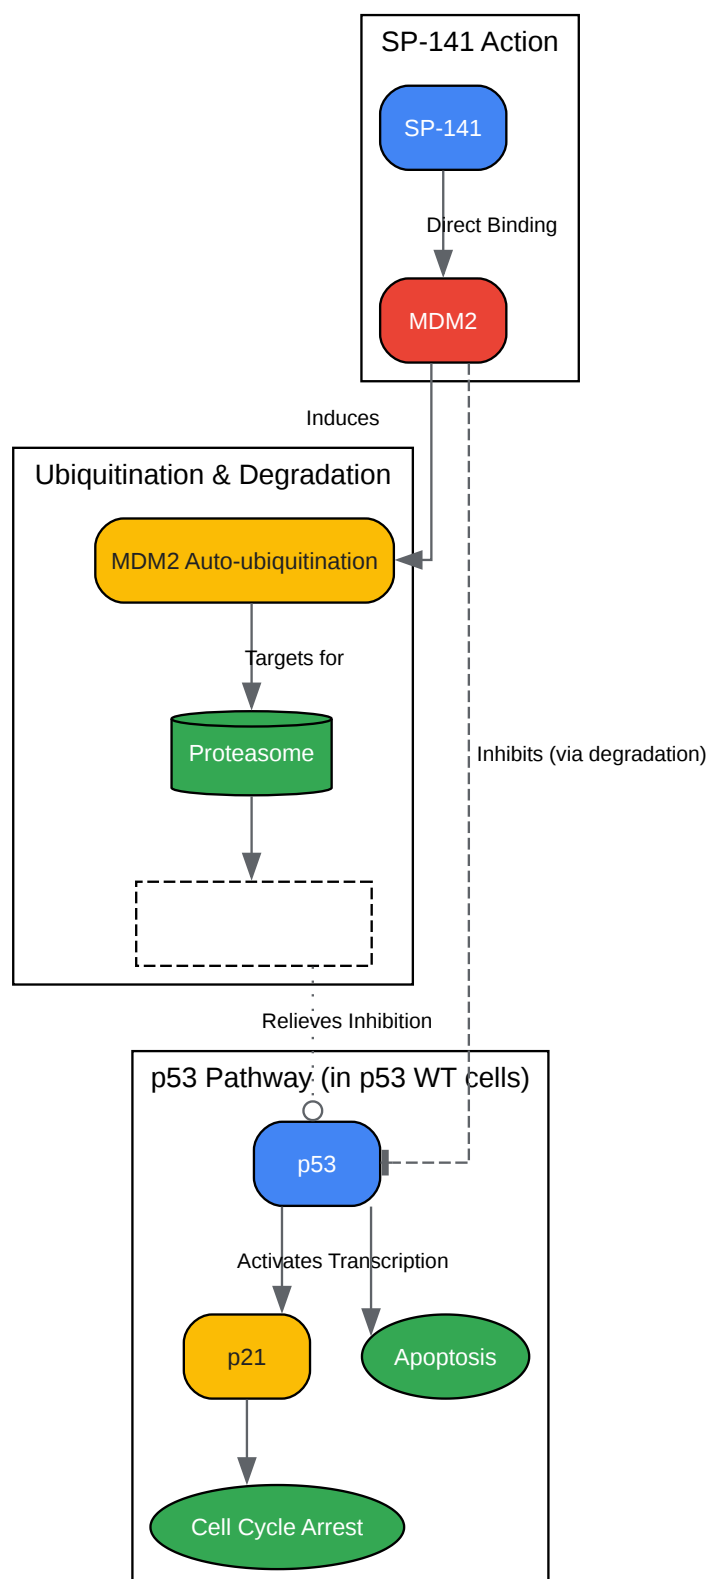 SP-141 Action
SP-141
Direct Binding
MDM2
Induces
Ubiquitination & Degradation
MDM2 Auto-ubiquitination
Targets for
Proteasome
Inhibits (via degradation)
Relieves Inhibition
p53 Pathway (in p53 WT cells)
p53
Activates Transcription
p21
Apoptosis
Cell Cycle Arrest